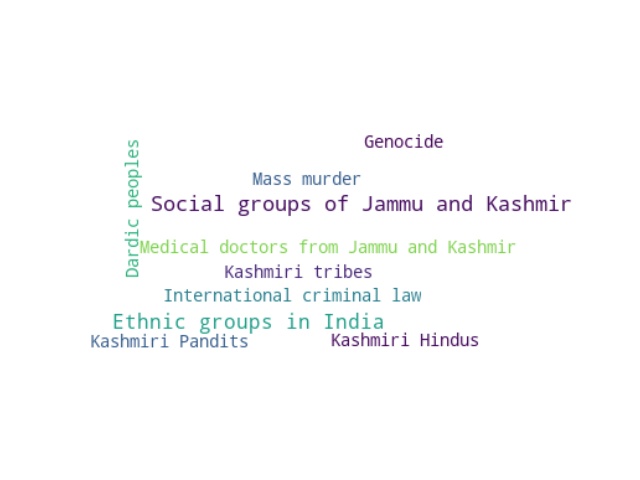 Genocide
Mass murder
Dardic peoples
Social groups of Jammu and Kashmir
Medical doctors from Jammu and Kashmir
Kashmiri tribes
International criminal law
Ethnic groups in India
Kashmiri Pandits
Kashmiri Hindus